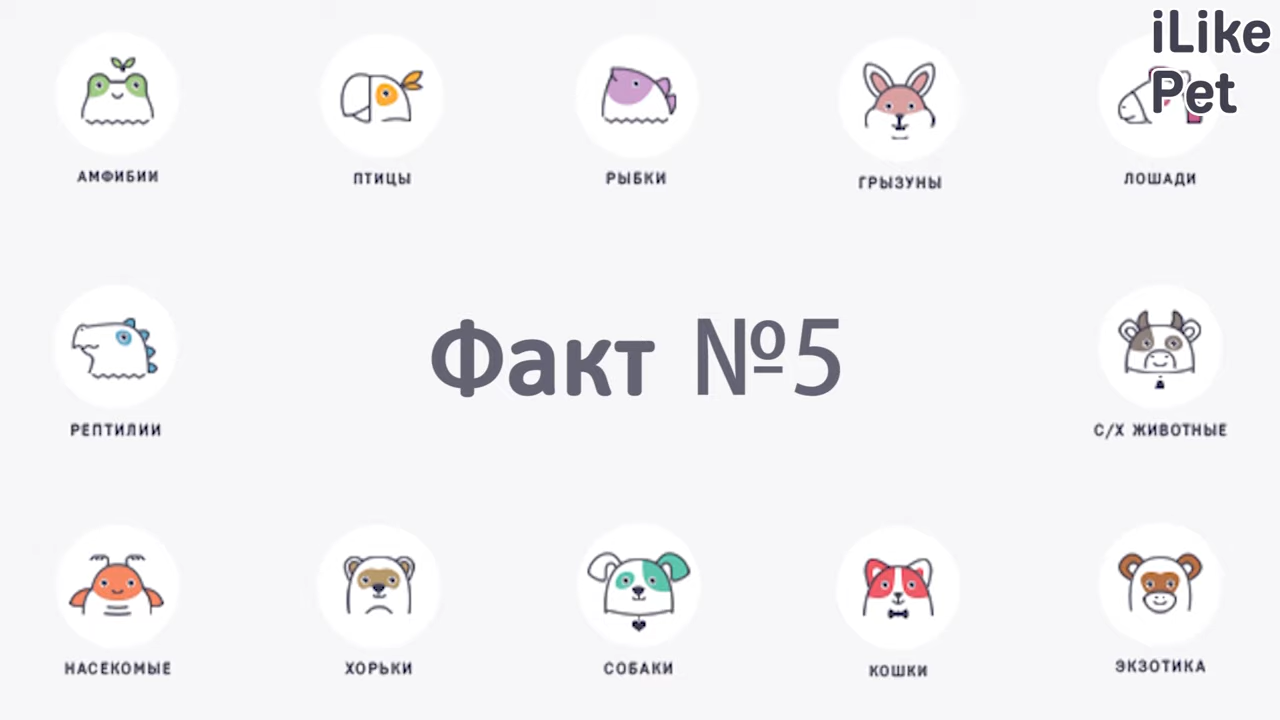 iLike
Pet
АМФИБИИ
ПТИЦЫ
РЫБКИ
ГРЫЗУНЫ
ЛОШАДИ
Факт №5
РЕПТИЛИИ
С/Х ЖИВОТНЫЕ
НАСЕКОМЫЕ
ХОРЬКИ
СОБАКИ
КОШКИ
ЭКЗОТИКА